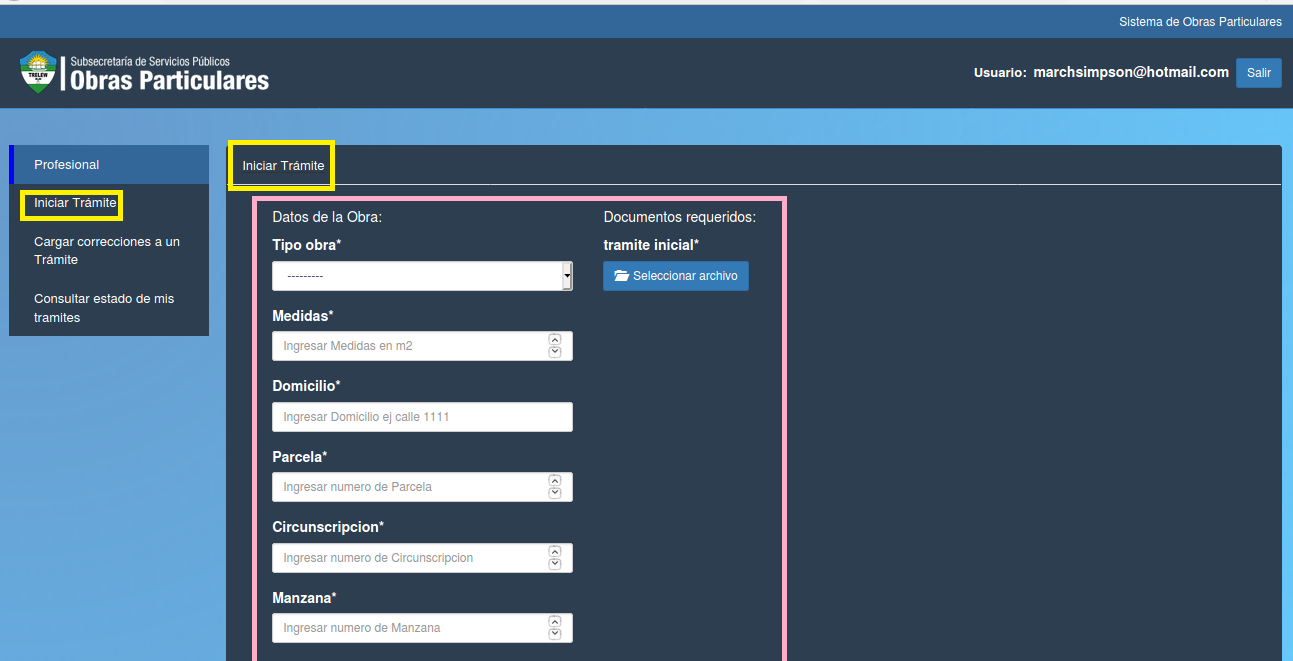 Sistema de Obras Particulares
TRELEW
Subsecretaría de Servicios Públicos
Obras Particulares
Usuario: marchsimpson@hotmail.com
Salir
Profesional
Iniciar Trámite
Cargar correcciones a un
Trámite
Consultar estado de mis
tramites
Iniciar Trámite
Datos de la Obra:
Tipo obra*
---------
Medidas*
Ingresar Medidas en m2
Domicilio*
Ingresar Domicilio ej calle 1111
Parcela*
Ingresar numero de Parcela
Circunscripcion*
Ingresar numero de Circunscripcion
Manzana*
Ingresar numero de Manzana
Documentos requeridos:
tramite inicial*
Seleccionar archivo